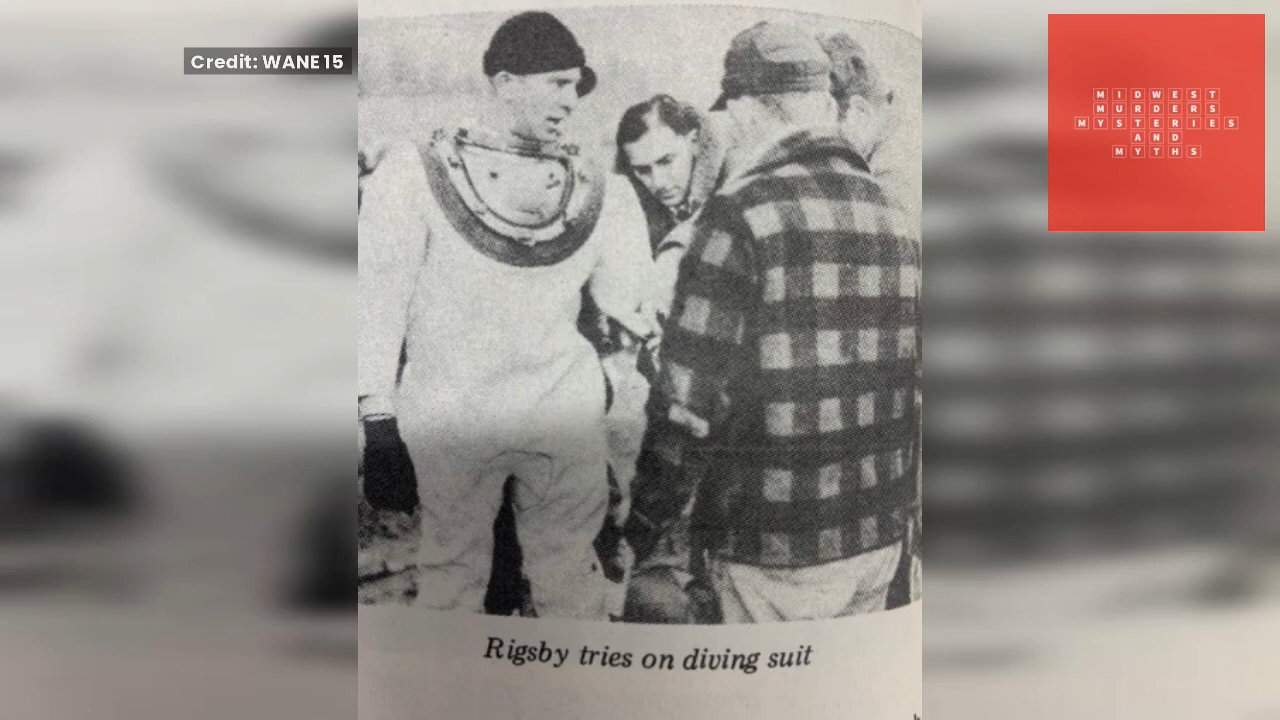 Credit: WANE 15
MIDWEST
MURDERS
MYSTERIES
AND
MYTHS
Rigsby tries on diving suit